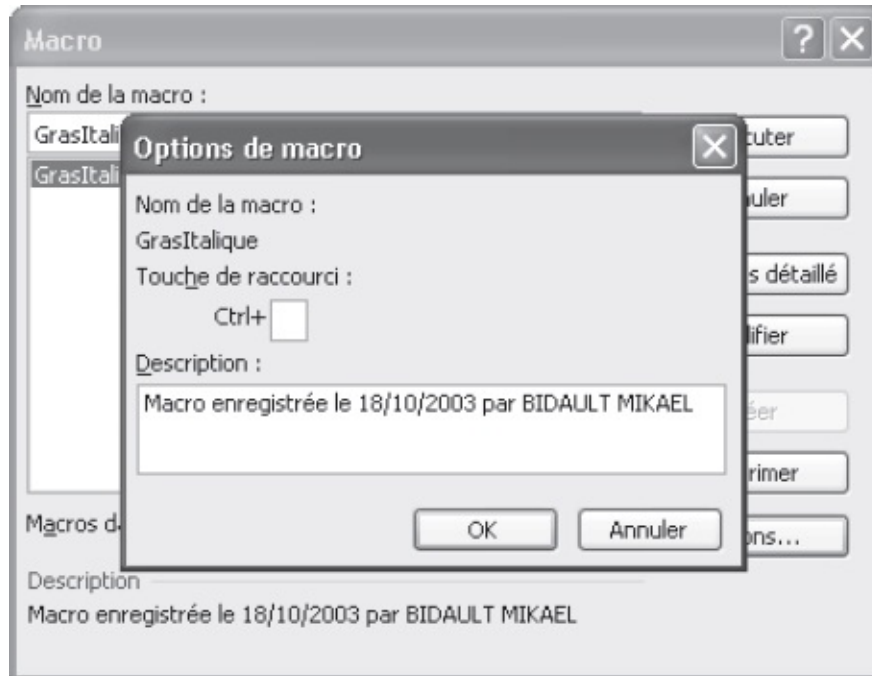 Macro
Nom de la macro :
GrasItali
GrasItali
Options de macro
Nom de la macro :
GrasItalique
Touche de raccourci :
Ctrl+
Description :
Macro enregistrée le 18/10/2003 par BIDAULT MIKAEL
OK Annuler
cuter
uler
s détaillé
lifier
éer
rimer
ons...
Macros d
Description
Macro enregistrée le 18/10/2003 par BIDAULT MIKAEL